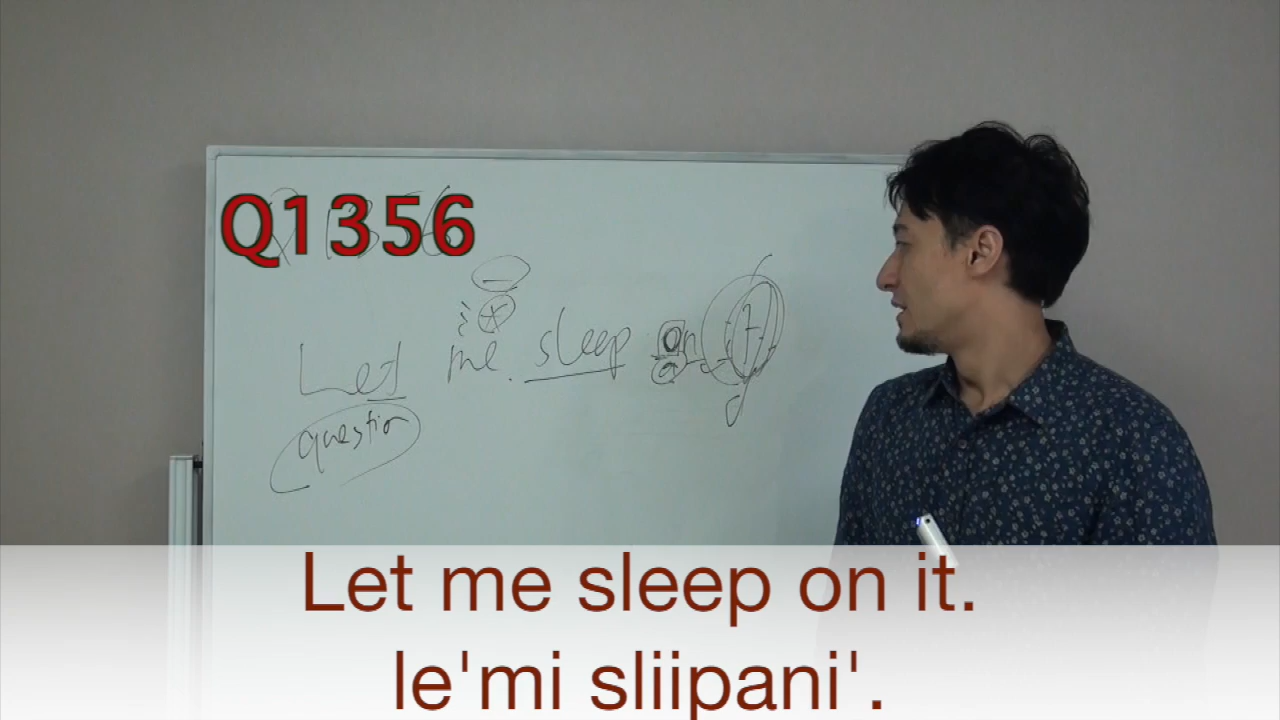 Q1356
Let me sleep on it
question
Let me sleep on it.
le'mi sliipani'.